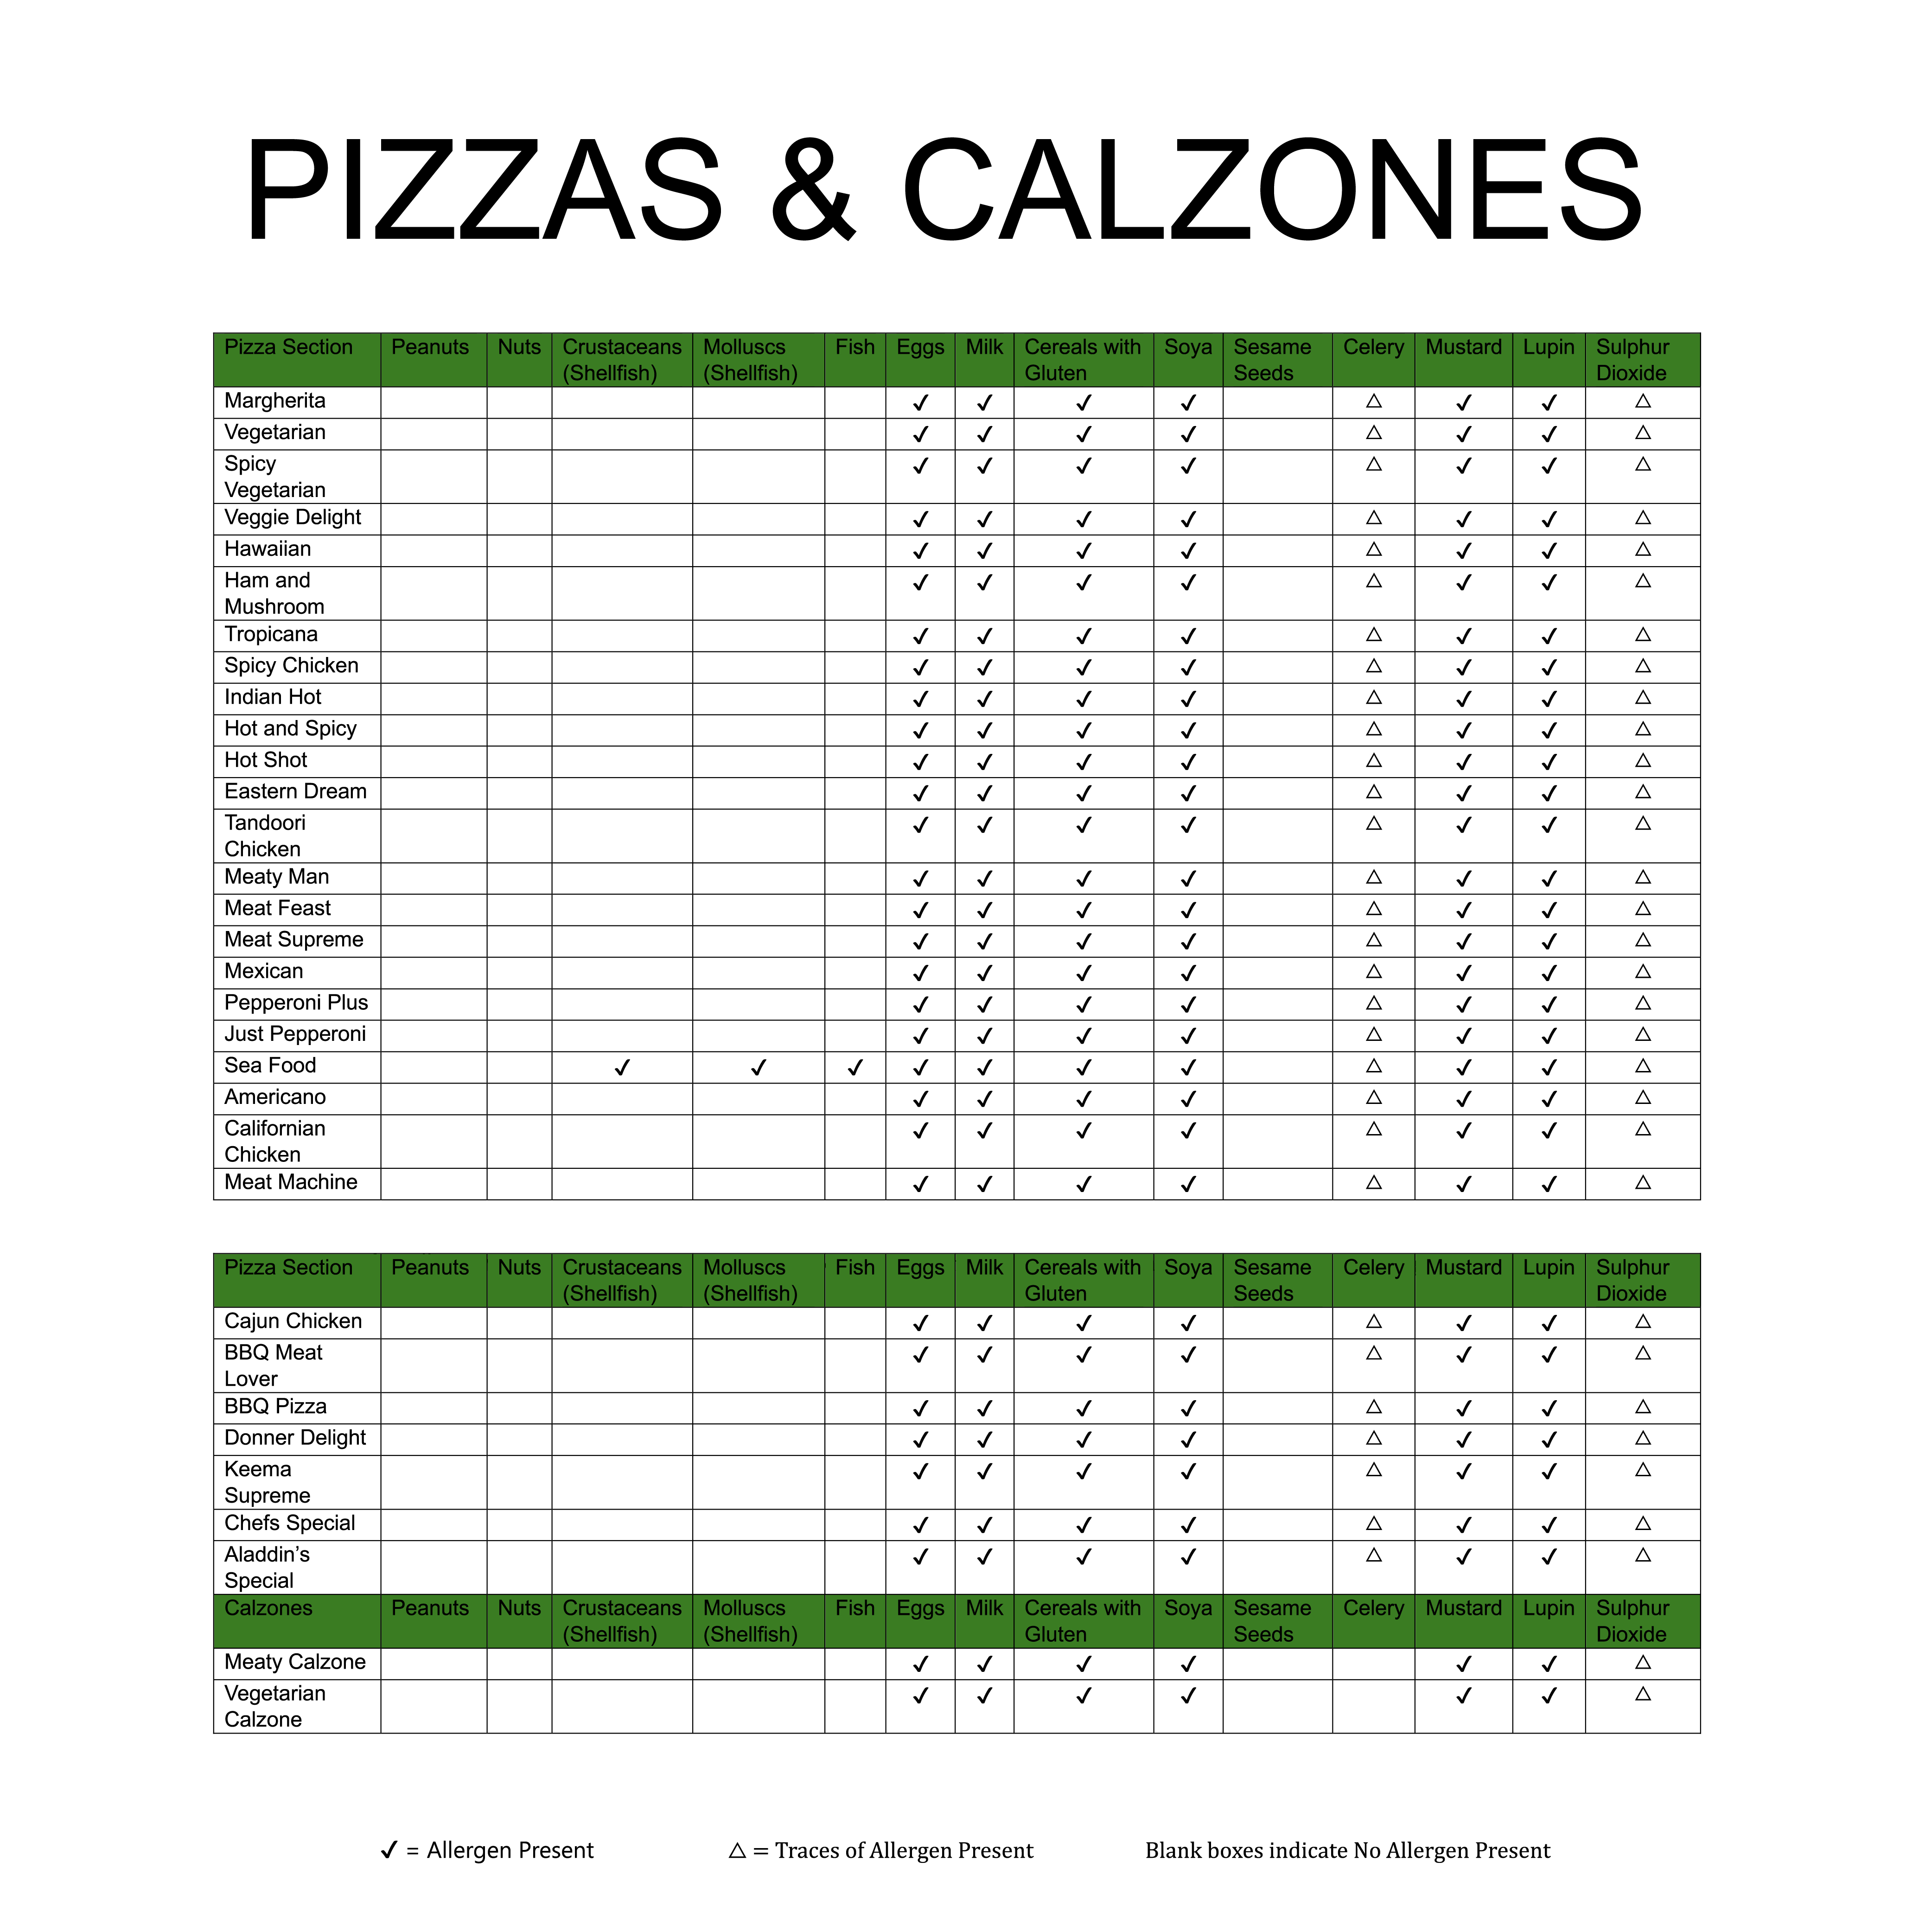 PIZZAS & CALZONES
Pizza Section Peanuts Nuts Crustaceans (Shellfish) Molluscs (Shellfish) Fish Eggs Milk Cereals with Gluten Soya Sesame Seeds Celery Mustard Lupin Sulphur Dioxide
Margherita ✓ ✓ ✓ ✓ △ ✓ ✓ △
Vegetarian ✓ ✓ ✓ ✓ △ ✓ ✓ △
Spicy Vegetarian ✓ ✓ ✓ ✓ △ ✓ ✓ △
Veggie Delight ✓ ✓ ✓ ✓ △ ✓ ✓ △
Hawaiian ✓ ✓ ✓ ✓ △ ✓ ✓ △
Ham and Mushroom ✓ ✓ ✓ ✓ △ ✓ ✓ △
Tropicana ✓ ✓ ✓ ✓ △ ✓ ✓ △
Spicy Chicken ✓ ✓ ✓ ✓ △ ✓ ✓ △
Indian Hot ✓ ✓ ✓ ✓ △ ✓ ✓ △
Hot and Spicy ✓ ✓ ✓ ✓ △ ✓ ✓ △
Hot Shot ✓ ✓ ✓ ✓ △ ✓ ✓ △
Eastern Dream ✓ ✓ ✓ ✓ △ ✓ ✓ △
Tandoori Chicken ✓ ✓ ✓ ✓ △ ✓ ✓ △
Meaty Man ✓ ✓ ✓ ✓ △ ✓ ✓ △
Meat Feast ✓ ✓ ✓ ✓ △ ✓ ✓ △
Meat Supreme ✓ ✓ ✓ ✓ △ ✓ ✓ △
Mexican ✓ ✓ ✓ ✓ △ ✓ ✓ △
Pepperoni Plus ✓ ✓ ✓ ✓ △ ✓ ✓ △
Just Pepperoni ✓ ✓ ✓ ✓ △ ✓ ✓ △
Sea Food ✓ ✓ ✓ ✓ ✓ ✓ ✓ △ ✓ ✓ △
Americano ✓ ✓ ✓ ✓ △ ✓ ✓ △
Californian Chicken ✓ ✓ ✓ ✓ △ ✓ ✓ △
Meat Machine ✓ ✓ ✓ ✓ △ ✓ ✓ △
Pizza Section Peanuts Nuts Crustaceans (Shellfish) Molluscs (Shellfish) Fish Eggs Milk Cereals with Gluten Soya Sesame Seeds Celery Mustard Lupin Sulphur Dioxide
Cajun Chicken ✓ ✓ ✓ ✓ △ ✓ ✓ △
BBQ Meat Lover ✓ ✓ ✓ ✓ △ ✓ ✓ △
BBQ Pizza ✓ ✓ ✓ ✓ △ ✓ ✓ △
Donner Delight ✓ ✓ ✓ ✓ △ ✓ ✓ △
Keema Supreme ✓ ✓ ✓ ✓ △ ✓ ✓ △
Chefs Special ✓ ✓ ✓ ✓ △ ✓ ✓ △
Aladdin’s Special ✓ ✓ ✓ ✓ △ ✓ ✓ △
Calzones Peanuts Nuts Crustaceans (Shellfish) Molluscs (Shellfish) Fish Eggs Milk Cereals with Gluten Soya Sesame Seeds Celery Mustard Lupin Sulphur Dioxide
Meaty Calzone ✓ ✓ ✓ ✓ ✓ ✓ △
Vegetarian Calzone ✓ ✓ ✓ ✓ ✓ ✓ △
✓ = Allergen Present △ = Traces of Allergen Present Blank boxes indicate No Allergen Present